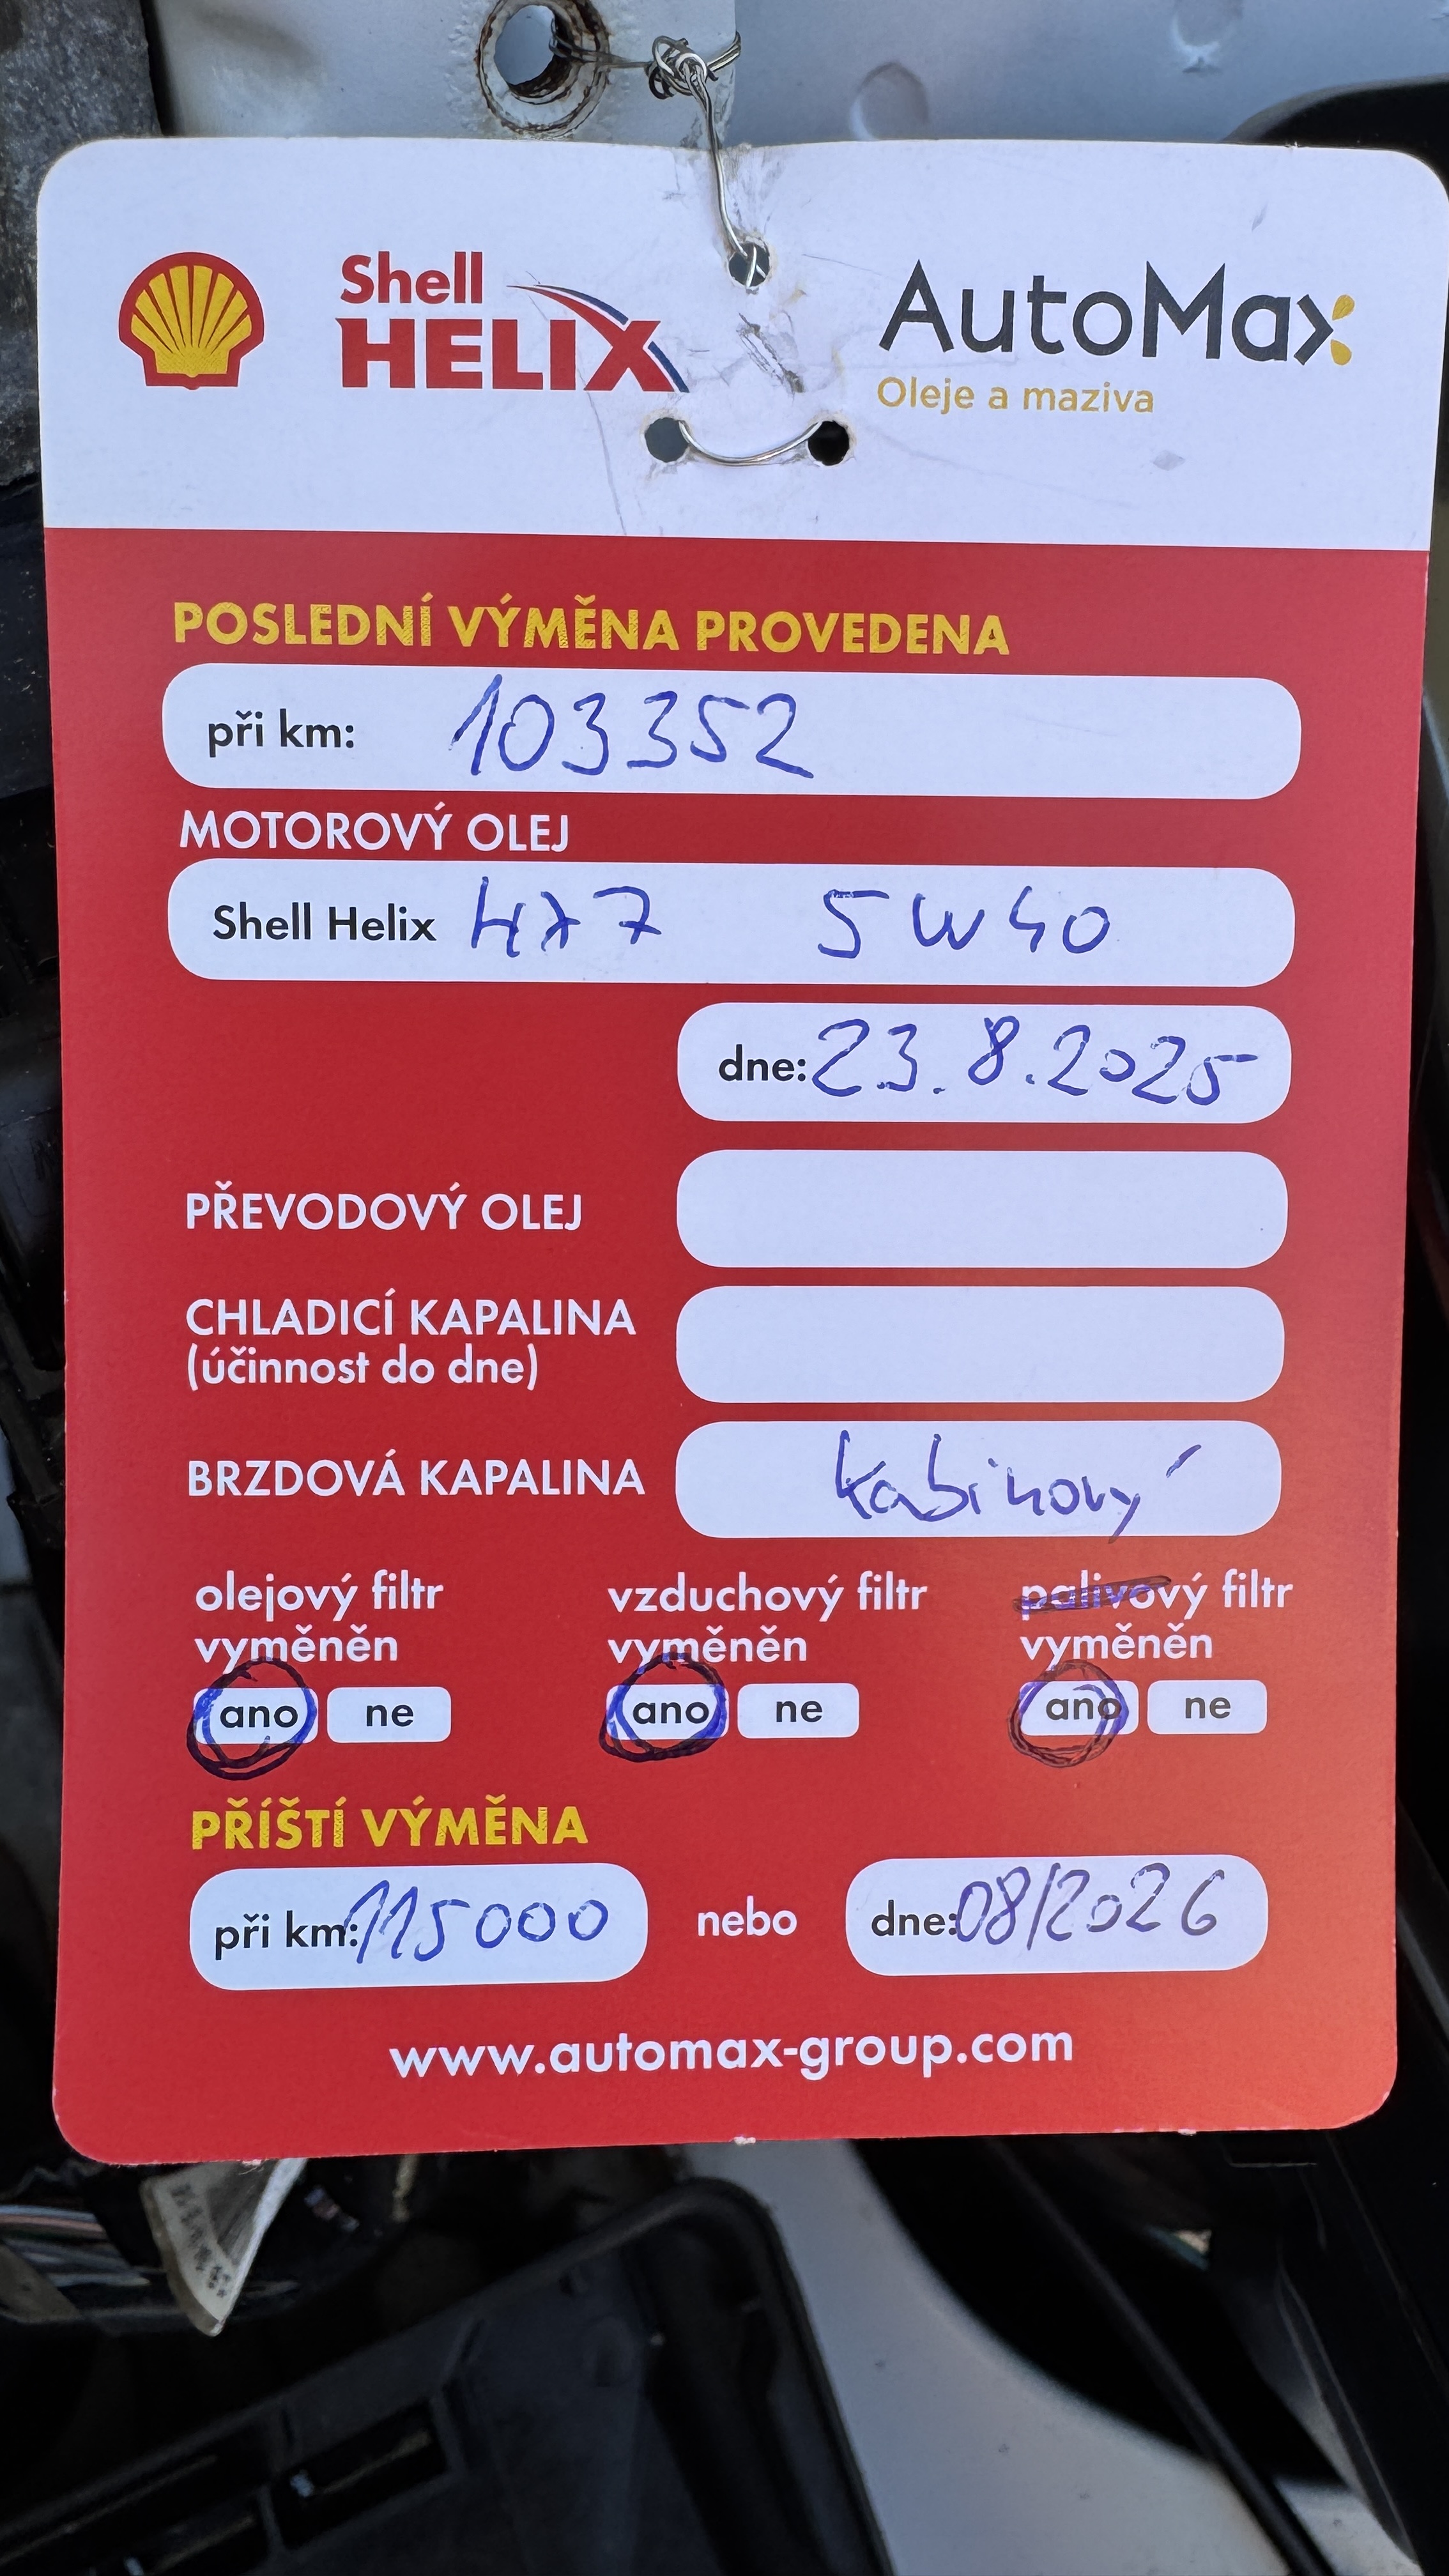 Shell
HELIX
AutoMax
Oleje a maziva
POSLEDNÍ VÝMĚNA PROVEDENA
při km: 103352
MOTOROVÝ OLEJ
Shell Helix HX7 5W40
dne: 23.8.2025
PŘEVODOVÝ OLEJ
CHLADICÍ KAPALINA
(účinnost do dne)
BRZDOVÁ KAPALINA
kabinový
olejový filtr vzduchový filtr palivový filtr
vyměněn vyměněn vyměněn
ano ne ano ne ano ne
PŘÍŠTÍ VÝMĚNA
při km: 115000 nebo dne: 08/2026
www.automax-group.com